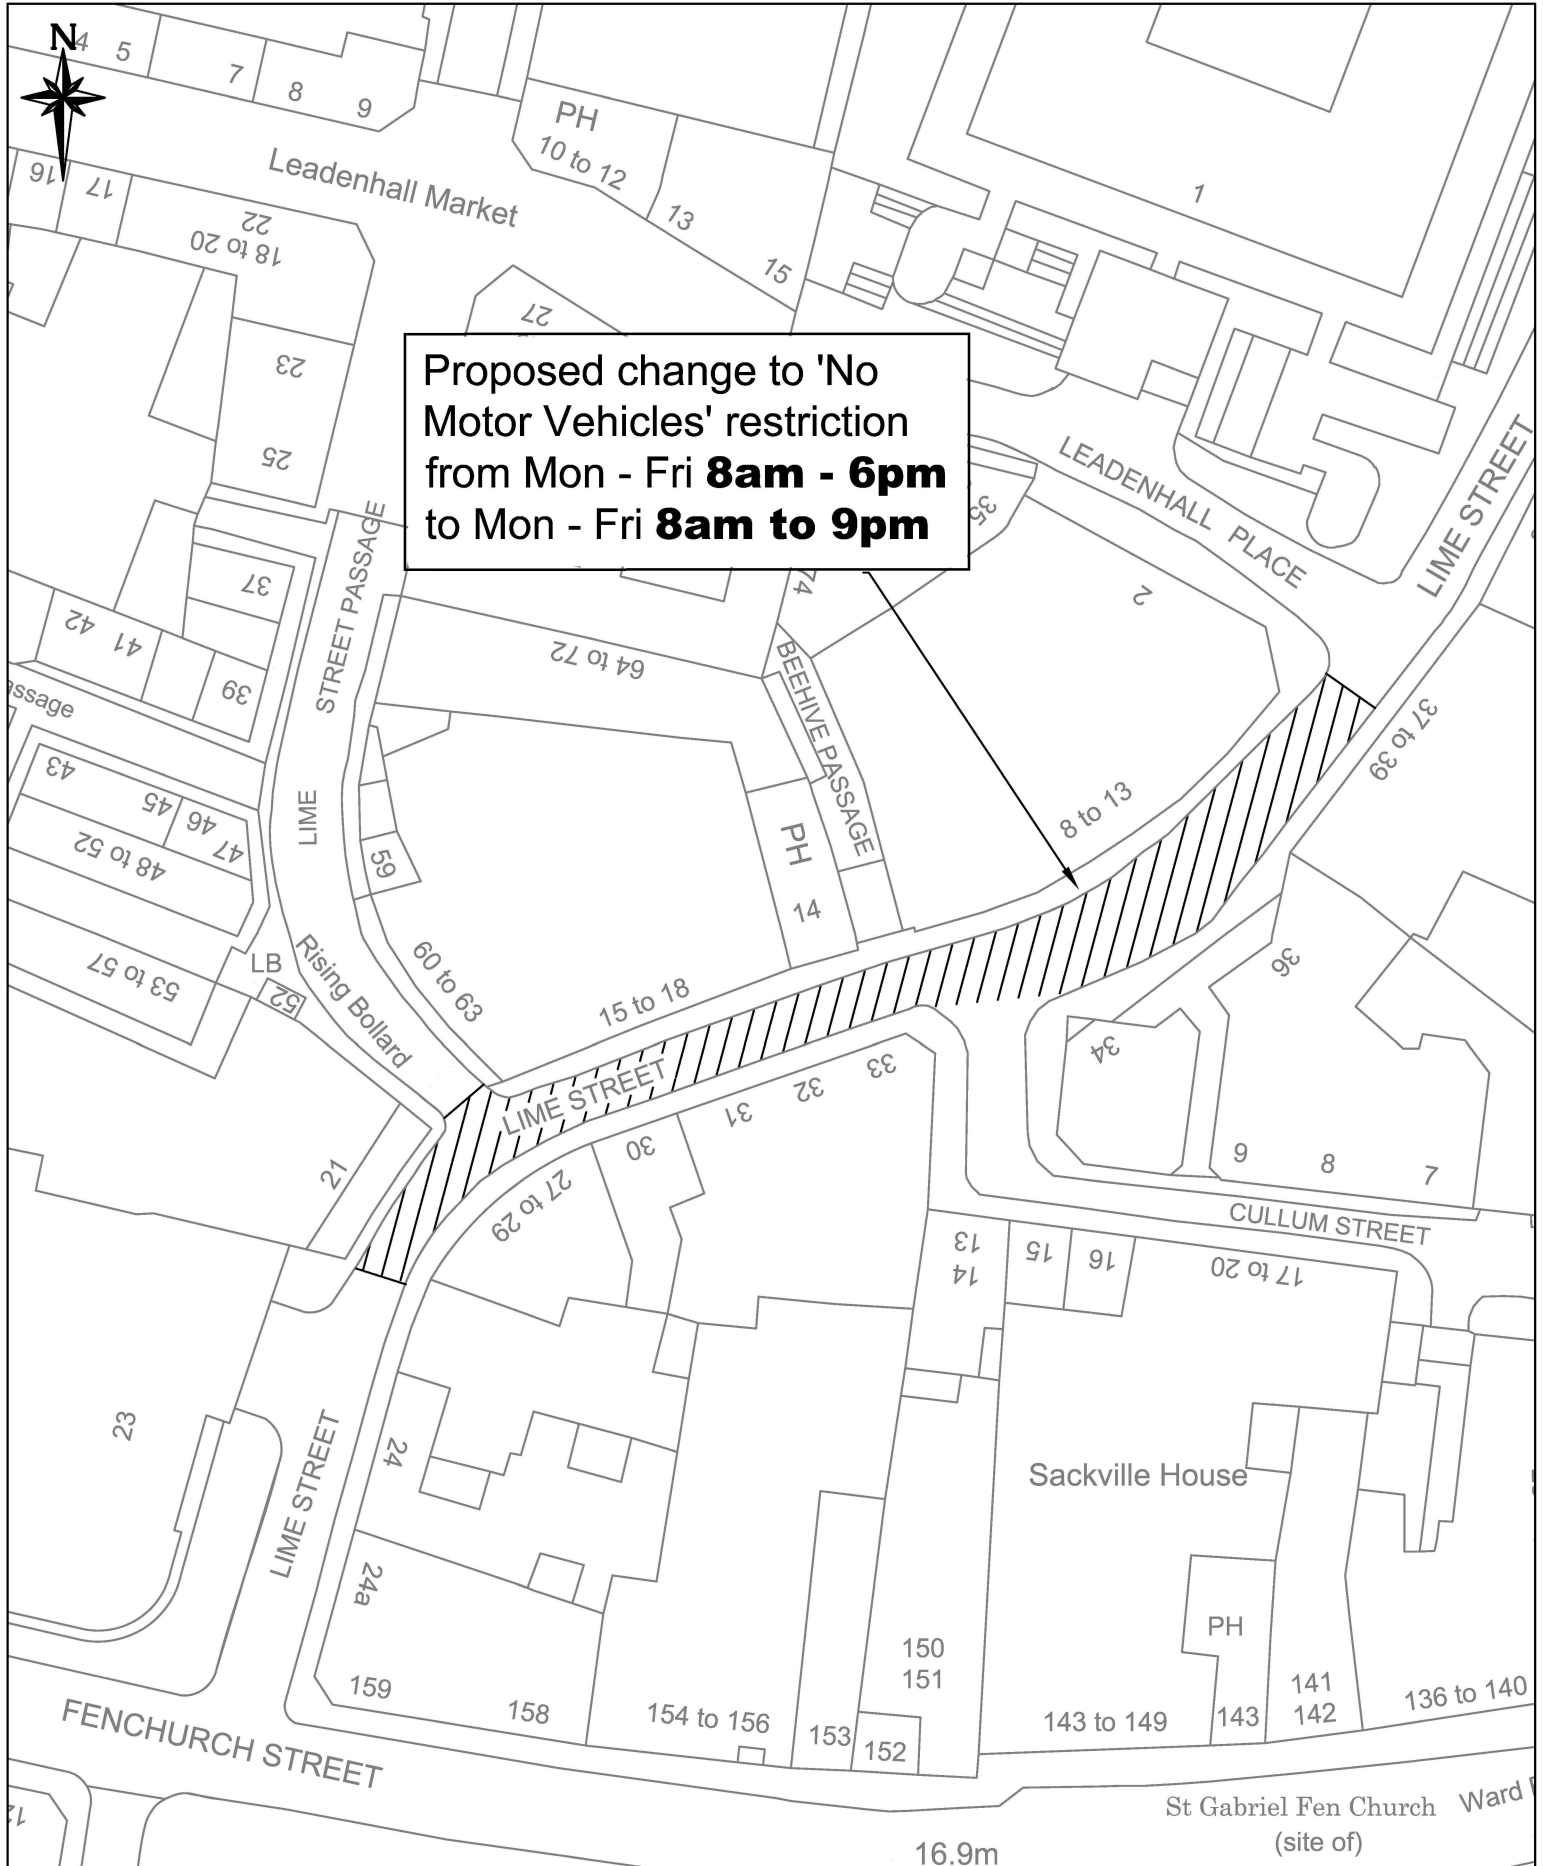 N
4
5
7
8
9
PH
10 to 12
13
15
1
Leadenhall Market
16
17
22
18 to 20
27
23
25
Proposed change to 'No
Motor Vehicles' restriction
from Mon - Fri 8am - 6pm
to Mon - Fri 8am to 9pm
35
LEADENHALL PLACE
LIME STREET
74
2
37
42
41
39
STREET PASSAGE
LIME
64 to 72
BEEHIVE PASSAGE
assage
43
45
46
47
48 to 52
59
PH
14
8 to 13
37 to 39
53 to 57
LB
52
Rising Bollard
60 to 63
15 to 18
36
34
LIME STREET
33
32
31
30
27 to 29
21
9
8
7
CULLUM STREET
13
14
15
16
17 to 20
23
24
LIME STREET
Sackville House
24a
PH
150
151
159
158
154 to 156
153
152
143 to 149
143
141
142
136 to 140
FENCHURCH STREET
St Gabriel Fen Church
(site of)
Ward
16.9m